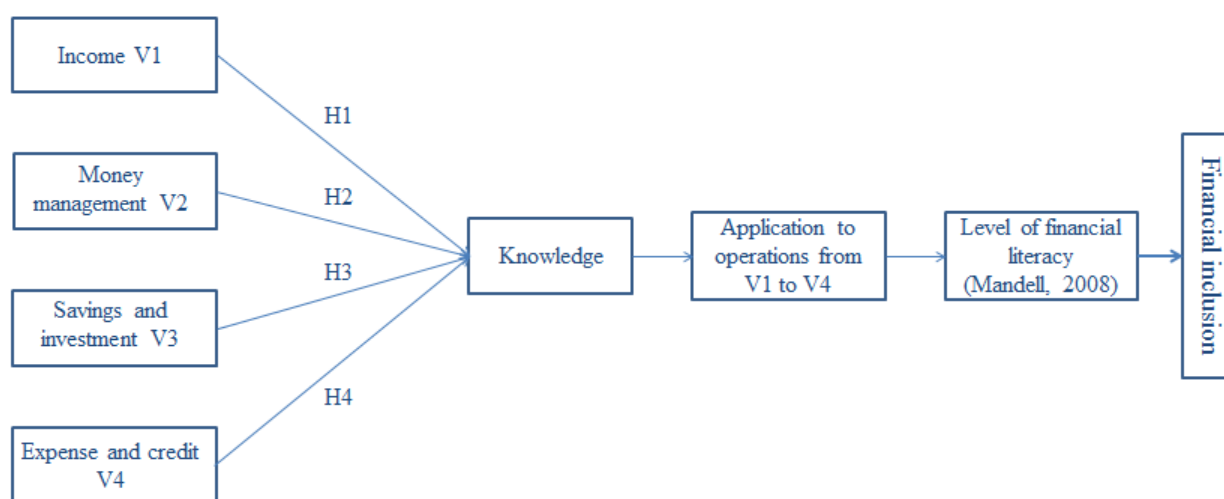 Income V1
H1
Money
management V2
H2
H3
Savings and
investment V3
H4
Expense and credit
V4
Knowledge
Application to
operations from
V1 to V4
Level of financial
literacy
(Mandell, 2008)
Financial inclusion